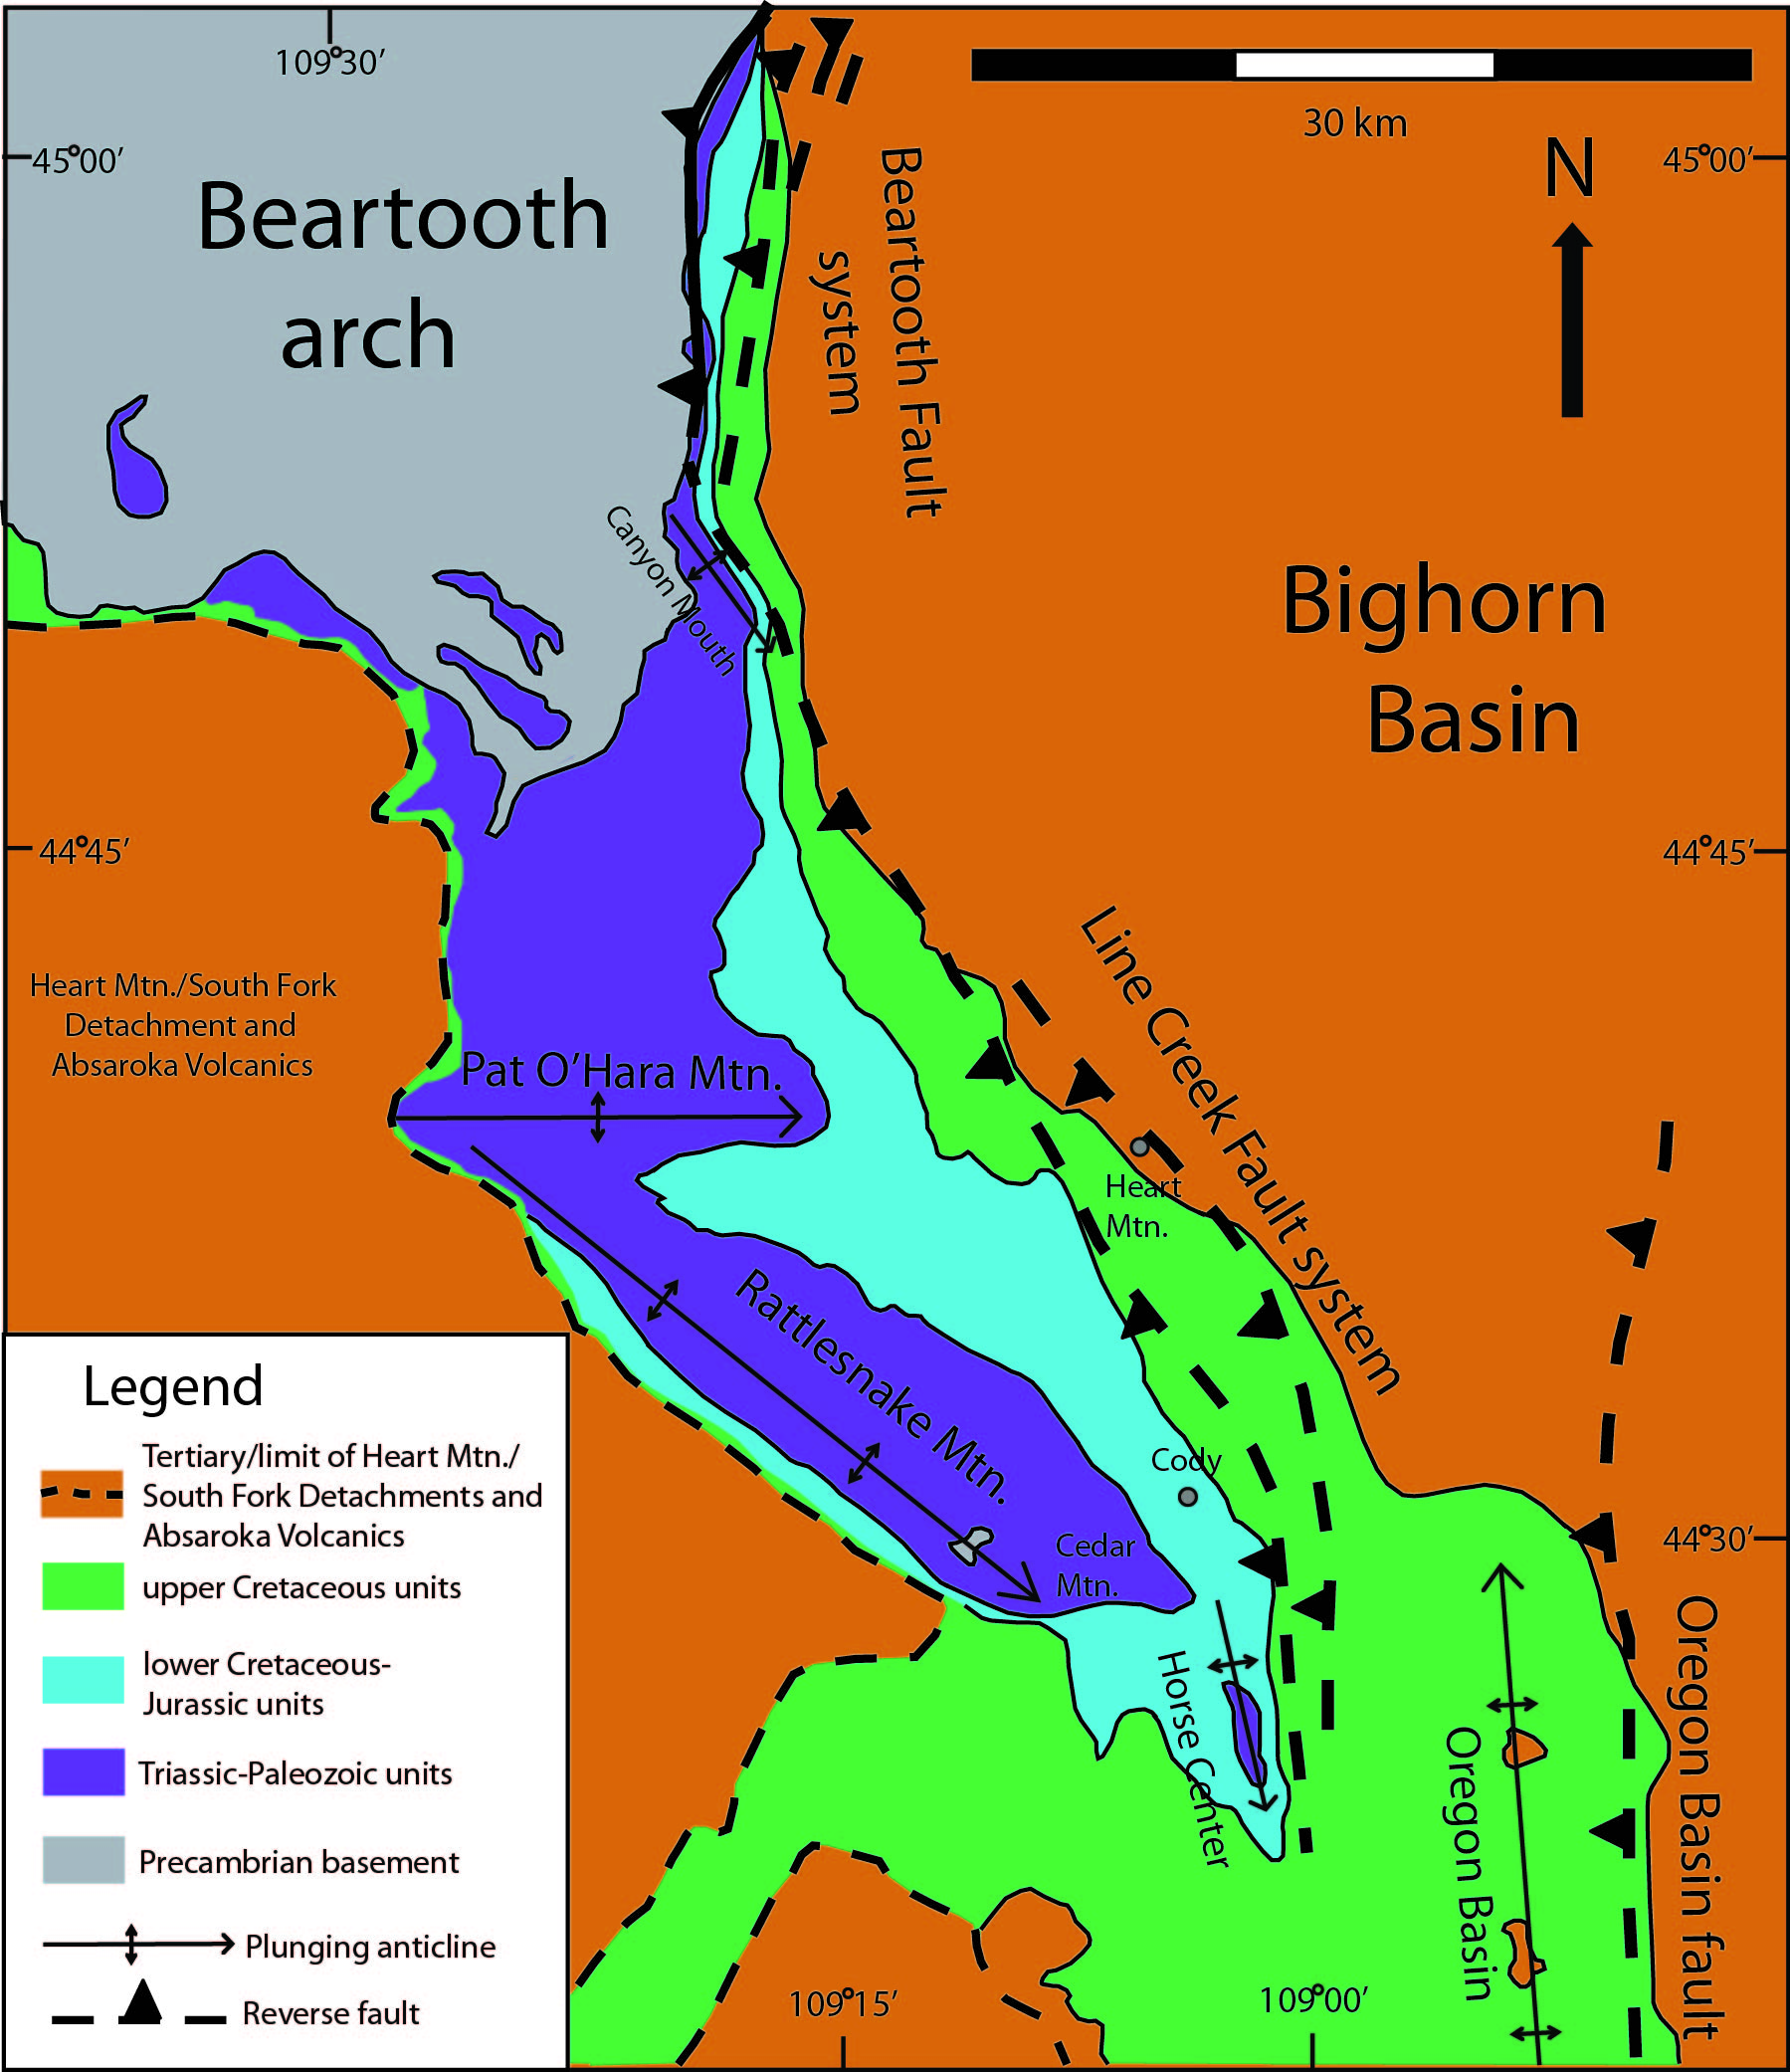 109°30′
30 km
45°00′
45°00′
N
Beartooth
arch
Beartooth Fault
system
Canyon Mouth
Bighorn
Basin
44°45′
44°45′
Line Creek Fault system
Heart Mtn./South Fork
Detachment and
Absaroka Volcanics
Pat O’Hara Mtn.
Heart
Mtn.
Rattlesnake Mtn.
Cody
Cedar
Mtn.
44°30′
Horse Center
Oregon Basin
Oregon Basin fault
109°15′
109°00′
Legend
Tertiary/limit of Heart Mtn./
South Fork Detachments and
Absaroka Volcanics
upper Cretaceous units
lower Cretaceous-
Jurassic units
Triassic-Paleozoic units
Precambrian basement
Plunging anticline
Reverse fault